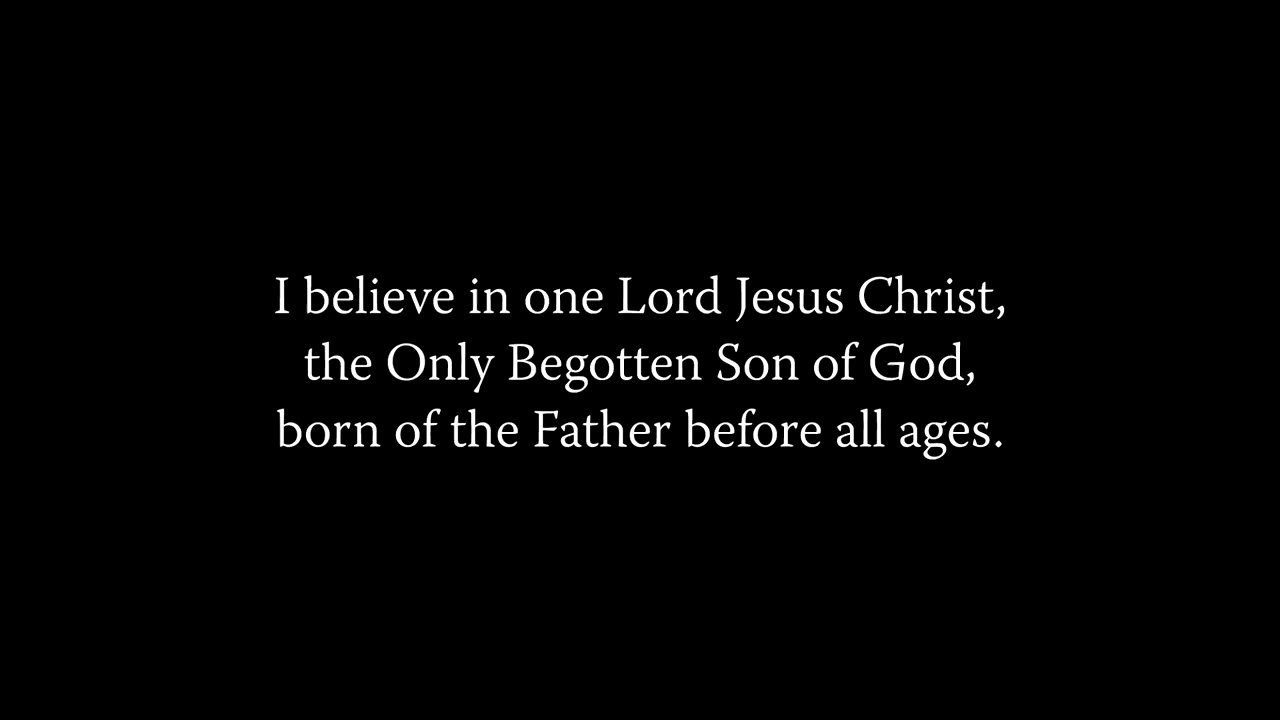 I believe in one Lord Jesus Christ,
the Only Begotten Son of God,
born of the Father before all ages.